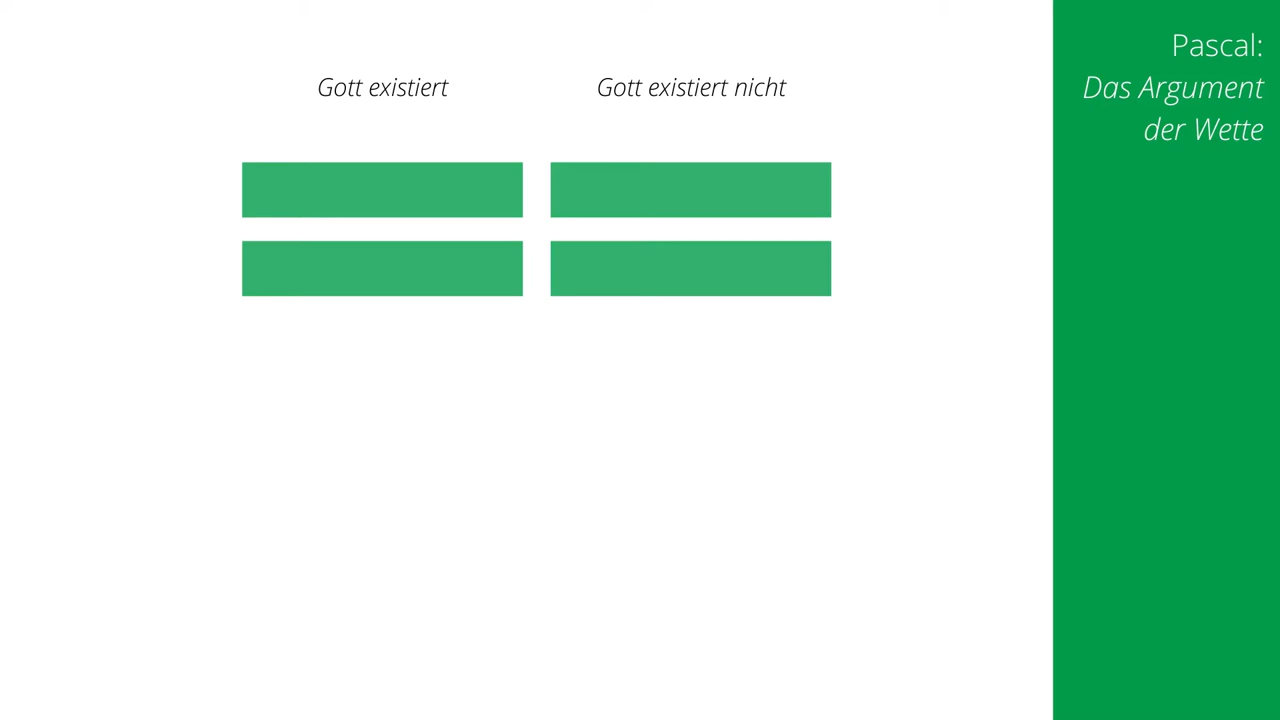 Gott existiert
Gott existiert nicht
Pascal:
Das Argument
der Wette